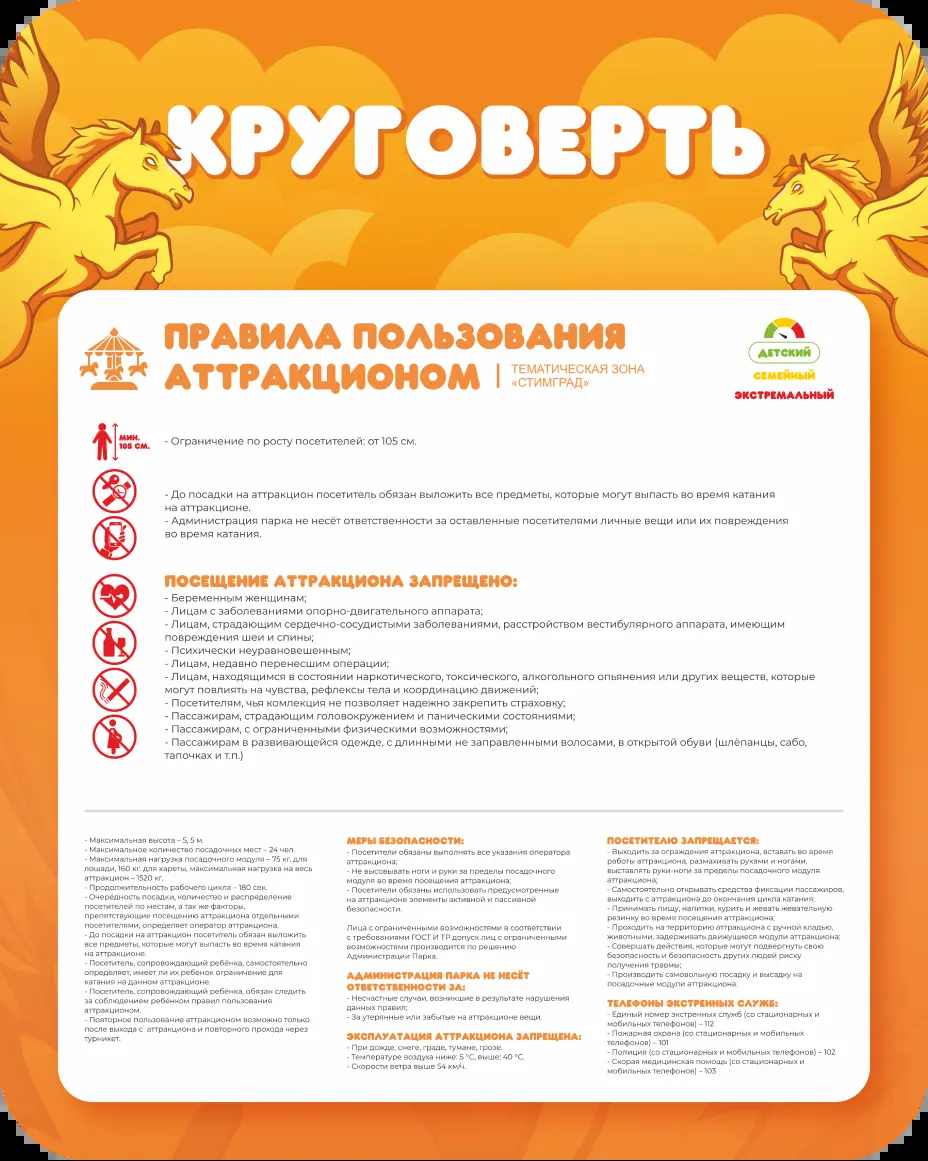 КРУГОВЕРТЬ
ПРАВИЛА ПОЛЬЗОВАНИЯ
АТТРАКЦИОНОМ
ТЕМАТИЧЕСКАЯ ЗОНА
«СТИМГРАД»
ДЕТСКИЙ
СЕМЕЙНЫЙ
ЭКСТРЕМАЛЬНЫЙ
МИН.
105 СМ.
- Ограничение по росту посетителей: от 105 см.
- До посадки на аттракцион посетитель обязан выложить все предметы, которые могут выпасть во время катания
на аттракционе.
- Администрация парка не несёт ответственности за оставленные посетителями личные вещи или их повреждения
во время катания.
ПОСЕЩЕНИЕ АТТРАКЦИОНА ЗАПРЕЩЕНО:
- Беременным женщинам;
- Лицам с заболеваниями опорно-двигательного аппарата;
- Лицам, страдающим сердечно-сосудистыми заболеваниями, расстройством вестибулярного аппарата, имеющим
повреждения шеи и спины;
- Психически неуравновешенным;
- Лицам, недавно перенесшим операции;
- Лицам, находящимся в состоянии наркотического, токсического, алкогольного опьянения или других веществ, которые
могут повлиять на чувства, рефлексы тела и координацию движений;
- Посетителям, чья комлекция не позволяет надежно закрепить страховку;
- Пассажирам, страдающим головокружением и паническими состояниями;
- Пассажирам, с ограниченными физическими возможностями;
- Пассажирам в развивающейся одежде, с длинными не заправленными волосами, в открытой обуви (шлёпанцы, сабо,
тапочках и т.п.)
- Максимальная высота – 5, 5 м.
- Максимальное количество посадочных мест – 24 чел.
- Максимальная нагрузка посадочного модуля – 75 кг. для
лошади, 160 кг. для кареты, максимальная нагрузка на весь
аттракцион – 1520 кг.
- Продолжительность рабочего цикла – 180 сек.
- Очерёдность посадки, количество и распределение
посетителей по местам, а так же факторы,
препятствующие посещению аттракциона отдельными
посетителями, определяет оператор аттракциона.
- До посадки на аттракцион посетитель обязан выложить
все предметы, которые могут выпасть во время катания
на аттракционе.
- Посетитель, сопровождающий ребёнка, самостоятельно
определяет, имеет ли их ребёнок ограничение для
катания на данном аттракционе.
- Посетитель, сопровождающий ребёнка, обязан следить
за соблюдением ребёнком правил пользования
аттракционом.
- Повторное пользование аттракционом возможно только
после выхода с аттракциона и повторного прохода через
турникет.
МЕРЫ БЕЗОПАСНОСТИ:
- Посетители обязаны выполнять все указания оператора
аттракциона;
- Не высовывать ноги и руки за пределы посадочного
модуля во время посещения аттракциона;
- Посетители обязаны использовать предусмотренные
на аттракционе элементы активной и пассивной
безопасности.
Лица с ограниченными возможностями в соответствии
с требованиями ГОСТ И ТР допуск лиц с ограниченными
возможностями производится по решению
Администрации Парка.
АДМИНИСТРАЦИЯ ПАРКА НЕ НЕСЁТ
ОТВЕТСТВЕННОСТИ ЗА:
- Несчастные случаи, возникшие в результате нарушения
данных правил;
- За утерянные или забытые на аттракционе вещи.
ЭКСПЛУАТАЦИЯ АТТРАКЦИОНА ЗАПРЕЩЕНА:
- При дожде, снеге, граде, тумане, грозе.
- Температуре воздуха ниже: 5 °С, выше: 40 °С.
- Скорости ветра выше 54 км/ч.
ПОСЕТИТЕЛЮ ЗАПРЕЩАЕТСЯ:
- Выходить за ограждения аттракциона, вставать во время
работы аттракциона, размахивать руками и ногами,
выставлять руки-ноги за пределы посадочного модуля
аттракциона;
- Самостоятельно открывать средства фиксации пассажиров,
выходить с аттракциона до окончания цикла катания;
- Принимать пищу, напитки, курить и жевать жевательную
резинку во время посещения аттракциона;
- Проходить на территорию аттракциона с ручной кладью,
животными, задерживать движущиеся модули аттракциона;
- Совершать действия, которые могут подвергнуть свою
безопасность и безопасность других людей риску
получения травмы;
- Производить самовольную посадку и высадку на
посадочные модули аттракциона.
ТЕЛЕФОНЫ ЭКСТРЕННЫХ СЛУЖБ:
- Единый номер экстренных служб (со стационарных и
мобильных телефонов) – 112
- Пожарная охрана (со стационарных и мобильных
телефонов) – 101
- Полиция (со стационарных и мобильных телефонов) – 102
- Скорая медицинская помощь (со стационарных и
мобильных телефонов) – 103